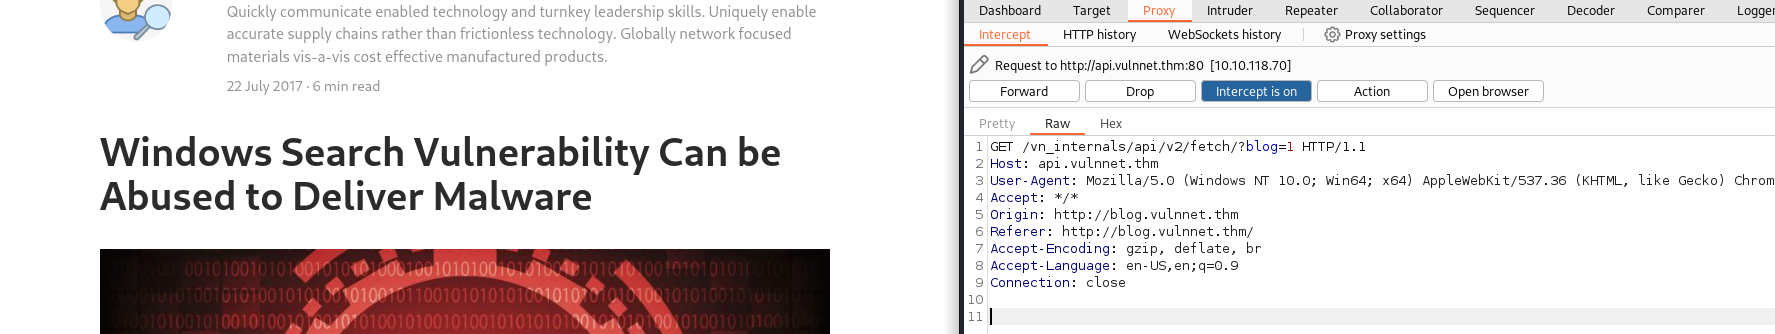 Quickly communicate enabled technology and turnkey leadership skills. Uniquely enable
accurate supply chains rather than frictionless technology. Globally network focused
materials vis-a-vis cost effective manufactured products.
22 July 2017 · 6 min read
Windows Search Vulnerability Can be
Abused to Deliver Malware
Dashboard Target Proxy Intruder Repeater Collaborator Sequencer Decoder Comparer Logger
Intercept HTTP history WebSockets history Proxy settings
Request to http://api.vulnnet.thm:80 [10.10.118.70]
Forward Drop Intercept is on Action Open browser
Pretty Raw Hex
1 GET /vn_internals/api/v2/fetch/?blog=1 HTTP/1.1
2 Host: api.vulnnet.thm
3 User-Agent: Mozilla/5.0 (Windows NT 10.0; Win64; x64) AppleWebKit/537.36 (KHTML, like Gecko) Chrom
4 Accept: */*
5 Origin: http://blog.vulnnet.thm
6 Referer: http://blog.vulnnet.thm/
7 Accept-Encoding: gzip, deflate, br
8 Accept-Language: en-US,en;q=0.9
9 Connection: close
10
11